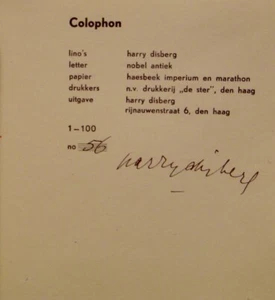 Colophon
lino's harry disberg
letter nobel antiek
papier haesbeek imperium en marathon
drukkers n.v. drukkerij „de ster", den haag
uitgave harry disberg
rijnauwenstraat 6, den haag
1–100
no 56
harry disberg